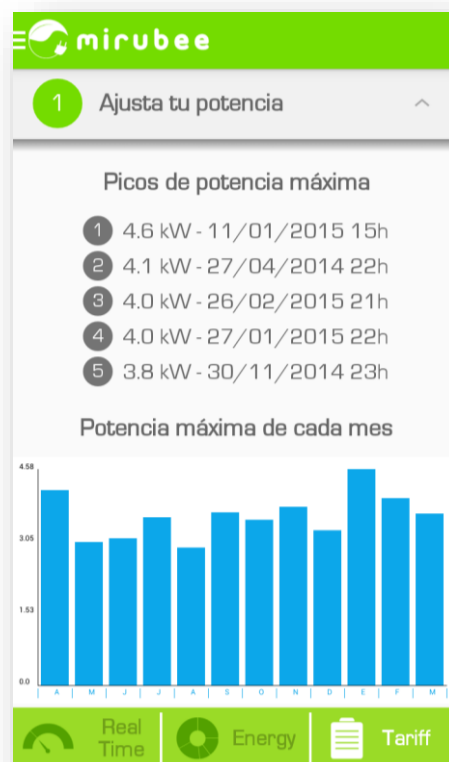 mirubee
1 Ajusta tu potencia
Picos de potencia máxima
1 4.6 kW - 11/01/2015 15h
2 4.1 kW - 27/04/2014 22h
3 4.0 kW - 26/02/2015 21h
4 4.0 kW - 27/01/2015 22h
5 3.8 kW - 30/11/2014 23h
Potencia máxima de cada mes
4.58
3.05
1.53
0.0
A M J J A S O N D E F M
Real Time Energy Tariff